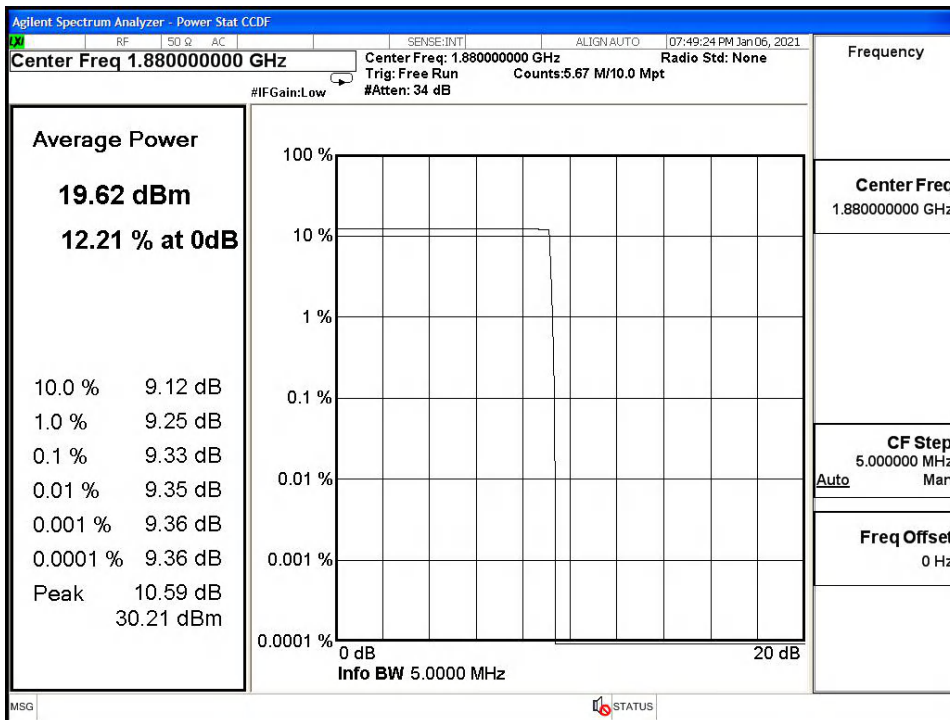 Agilent Spectrum Analyzer - Power Stat CCDF
LXI RF 50 Ω AC SENSE:INT ALIGN AUTO 07:49:24 PM Jan 06, 2021
Center Freq 1.880000000 GHz
Center Freq: 1.880000000 GHz Radio Std: None
Trig: Free Run Counts:5.67 M/10.0 Mpt
#IFGain:Low #Atten: 34 dB
Average Power
19.62 dBm
12.21 % at 0dB
10.0 % 9.12 dB
1.0 % 9.25 dB
0.1 % 9.33 dB
0.01 % 9.35 dB
0.001 % 9.36 dB
0.0001 % 9.36 dB
Peak 10.59 dB
30.21 dBm
100 %
10 %
1 %
0.1 %
0.01 %
0.001 %
0.0001 %
0 dB 20 dB
Info BW 5.0000 MHz
Frequency
Center Freq
1.880000000 GHz
CF Step
5.000000 MHz
Auto Man
Freq Offset
0 Hz
MSG STATUS